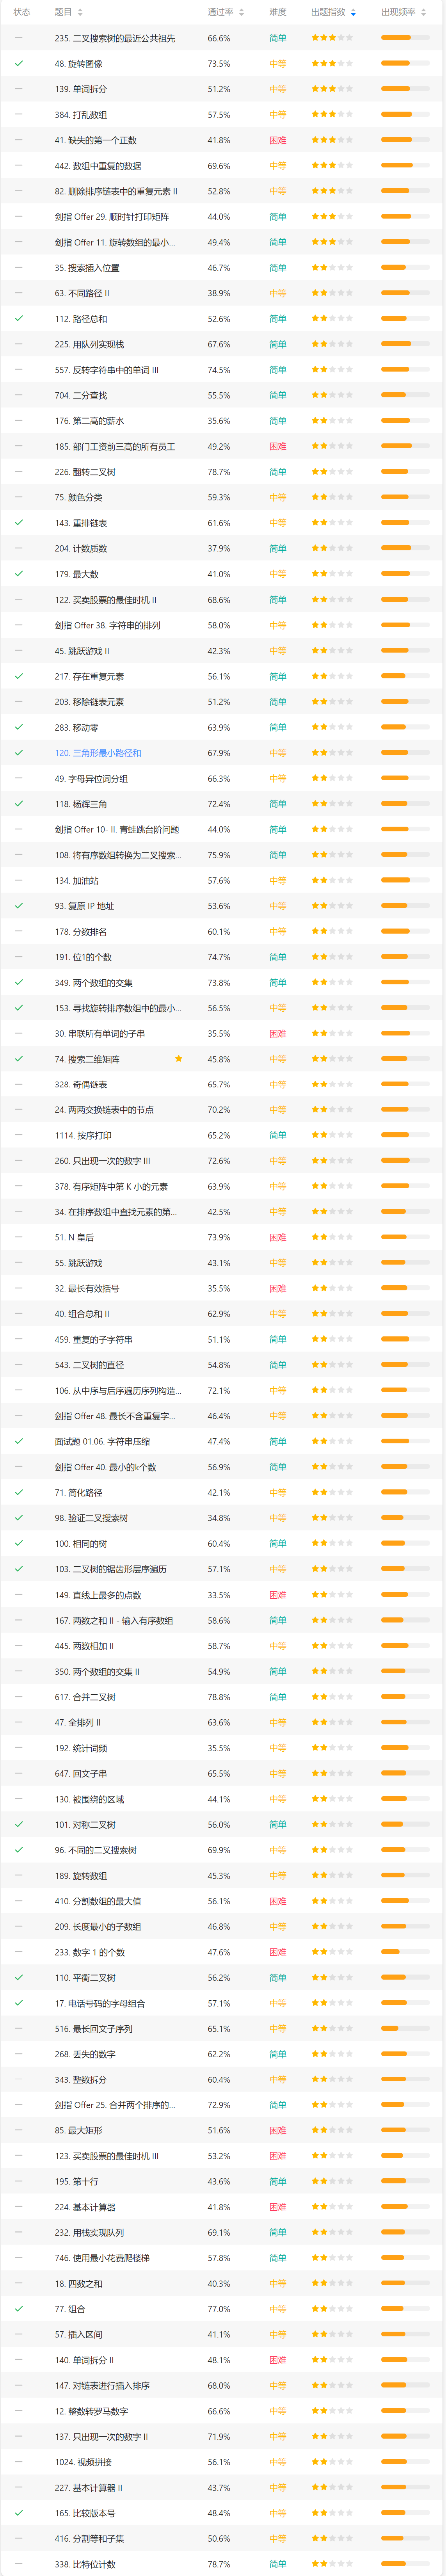 状态 题目 通过率 难度 出题指数 出现频率
235. 二叉搜索树的最近公共祖先 66.6% 简单
48. 旋转图像 73.5% 中等
139. 单词拆分 51.2% 中等
384. 打乱数组 57.5% 中等
41. 缺失的第一个正数 41.8% 困难
442. 数组中重复的数据 69.6% 中等
82. 删除排序链表中的重复元素 II 52.8% 中等
剑指 Offer 29. 顺时针打印矩阵 44.0% 简单
剑指 Offer 11. 旋转数组的最小... 49.4% 简单
35. 搜索插入位置 46.7% 简单
63. 不同路径 II 38.9% 中等
112. 路径总和 52.6% 简单
225. 用队列实现栈 67.6% 简单
557. 反转字符串中的单词 III 74.5% 简单
704. 二分查找 55.5% 简单
176. 第二高的薪水 35.6% 简单
185. 部门工资前三高的所有员工 49.2% 困难
226. 翻转二叉树 78.7% 简单
75. 颜色分类 59.3% 中等
143. 重排链表 61.6% 中等
204. 计数质数 37.9% 简单
179. 最大数 41.0% 中等
122. 买卖股票的最佳时机 II 68.6% 简单
剑指 Offer 38. 字符串的排列 58.0% 中等
45. 跳跃游戏 II 42.3% 中等
217. 存在重复元素 56.1% 简单
203. 移除链表元素 51.2% 简单
283. 移动零 63.9% 简单
120. 三角形最小路径和 67.9% 中等
49. 字母异位词分组 66.3% 中等
118. 杨辉三角 72.4% 简单
剑指 Offer 10- II. 青蛙跳台阶问题 44.0% 简单
108. 将有序数组转换为二叉搜索... 75.9% 简单
134. 加油站 57.6% 中等
93. 复原 IP 地址 53.6% 中等
178. 分数排名 60.1% 中等
191. 位1的个数 74.7% 简单
349. 两个数组的交集 73.8% 简单
153. 寻找旋转排序数组中的最小... 56.5% 中等
30. 串联所有单词的子串 35.5% 困难
74. 搜索二维矩阵 45.8% 中等
328. 奇偶链表 65.7% 中等
24. 两两交换链表中的节点 70.2% 中等
1114. 按序打印 65.2% 简单
260. 只出现一次的数字 III 72.6% 中等
378. 有序矩阵中第 K 小的元素 63.9% 中等
34. 在排序数组中查找元素的第... 42.5% 中等
51. N 皇后 73.9% 困难
55. 跳跃游戏 43.1% 中等
32. 最长有效括号 35.5% 困难
40. 组合总和 II 62.9% 中等
459. 重复的子字符串 51.1% 简单
543. 二叉树的直径 54.8% 简单
106. 从中序与后序遍历序列构造... 72.1% 中等
剑指 Offer 48. 最长不含重复字... 46.4% 中等
面试题 01.06. 字符串压缩 47.4% 简单
剑指 Offer 40. 最小的k个数 56.9% 简单
71. 简化路径 42.1% 中等
98. 验证二叉搜索树 34.8% 中等
100. 相同的树 60.4% 简单
103. 二叉树的锯齿形层序遍历 57.1% 中等
149. 直线上最多的点数 33.5% 困难
167. 两数之和 II - 输入有序数组 58.6% 简单
445. 两数相加 II 58.7% 中等
350. 两个数组的交集 II 54.9% 简单
617. 合并二叉树 78.8% 简单
47. 全排列 II 63.6% 中等
192. 统计词频 35.5% 中等
647. 回文子串 65.5% 中等
130. 被围绕的区域 44.1% 中等
101. 对称二叉树 56.0% 简单
96. 不同的二叉搜索树 69.9% 中等
189. 旋转数组 45.3% 中等
410. 分割数组的最大值 56.1% 困难
209. 长度最小的子数组 46.8% 中等
233. 数字 1 的个数 47.6% 困难
110. 平衡二叉树 56.2% 简单
17. 电话号码的字母组合 57.1% 中等
516. 最长回文子序列 65.1% 中等
268. 丢失的数字 62.2% 简单
343. 整数拆分 60.4% 中等
剑指 Offer 25. 合并两个排序的... 72.9% 简单
85. 最大矩形 51.6% 困难
123. 买卖股票的最佳时机 III 53.2% 困难
195. 第十行 43.6% 简单
224. 基本计算器 41.8% 困难
232. 用栈实现队列 69.1% 简单
746. 使用最小花费爬楼梯 57.8% 简单
18. 四数之和 40.3% 中等
77. 组合 77.0% 中等
57. 插入区间 41.1% 中等
140. 单词拆分 II 48.1% 困难
147. 对链表进行插入排序 68.0% 中等
12. 整数转罗马数字 66.6% 中等
137. 只出现一次的数字 II 71.9% 中等
1024. 视频拼接 56.1% 中等
227. 基本计算器 II 43.7% 中等
165. 比较版本号 48.4% 中等
416. 分割等和子集 50.6% 中等
338. 比特位计数 78.7% 简单